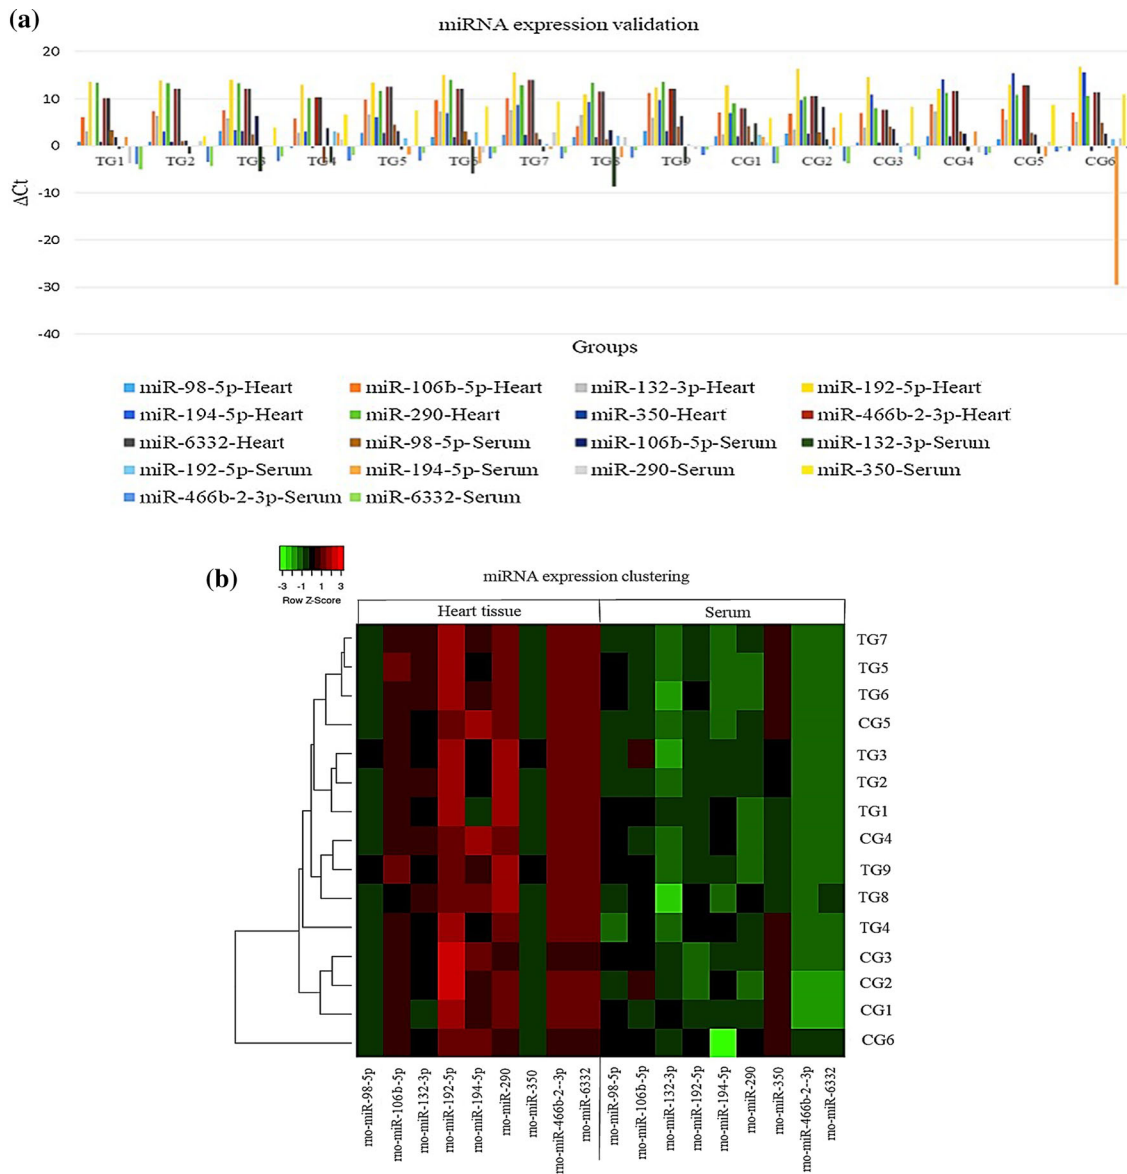 (a)
miRNA expression validation
20
10
0
-10
-20
-30
-40
ΔCt
TG1 TG2 TG3 TG4 TG5 TG6 TG7 TG8 TG9 CG1 CG2 CG3 CG4 CG5 CG6
Groups
miR-98-5p-Heart miR-106b-5p-Heart miR-132-3p-Heart miR-192-5p-Heart
miR-194-5p-Heart miR-290-Heart miR-350-Heart miR-466b-2-3p-Heart
miR-6332-Heart miR-98-5p-Serum miR-106b-5p-Serum miR-132-3p-Serum
miR-192-5p-Serum miR-194-5p-Serum miR-290-Serum miR-350-Serum
miR-466b-2-3p-Serum miR-6332-Serum
(b)
-3 -1 1 3
Row Z-Score
miRNA expression clustering
Heart tissue Serum
TG7
TG5
TG6
CG5
TG3
TG2
TG1
CG4
TG9
TG8
TG4
CG3
CG2
CG1
CG6
rno-miR-98-5p
rno-miR-106b-5p
rno-miR-132-3p
rno-miR-192-5p
rno-miR-194-5p
rno-miR-290
rno-miR-350
rno-miR-466b-2--3p
rno-miR-6332
rno-miR-98-5p
rno-miR-106b-5p
rno-miR-132-3p
rno-miR-192-5p
rno-miR-194-5p
rno-miR-290
rno-miR-350
rno-miR-466b-2--3p
rno-miR-6332